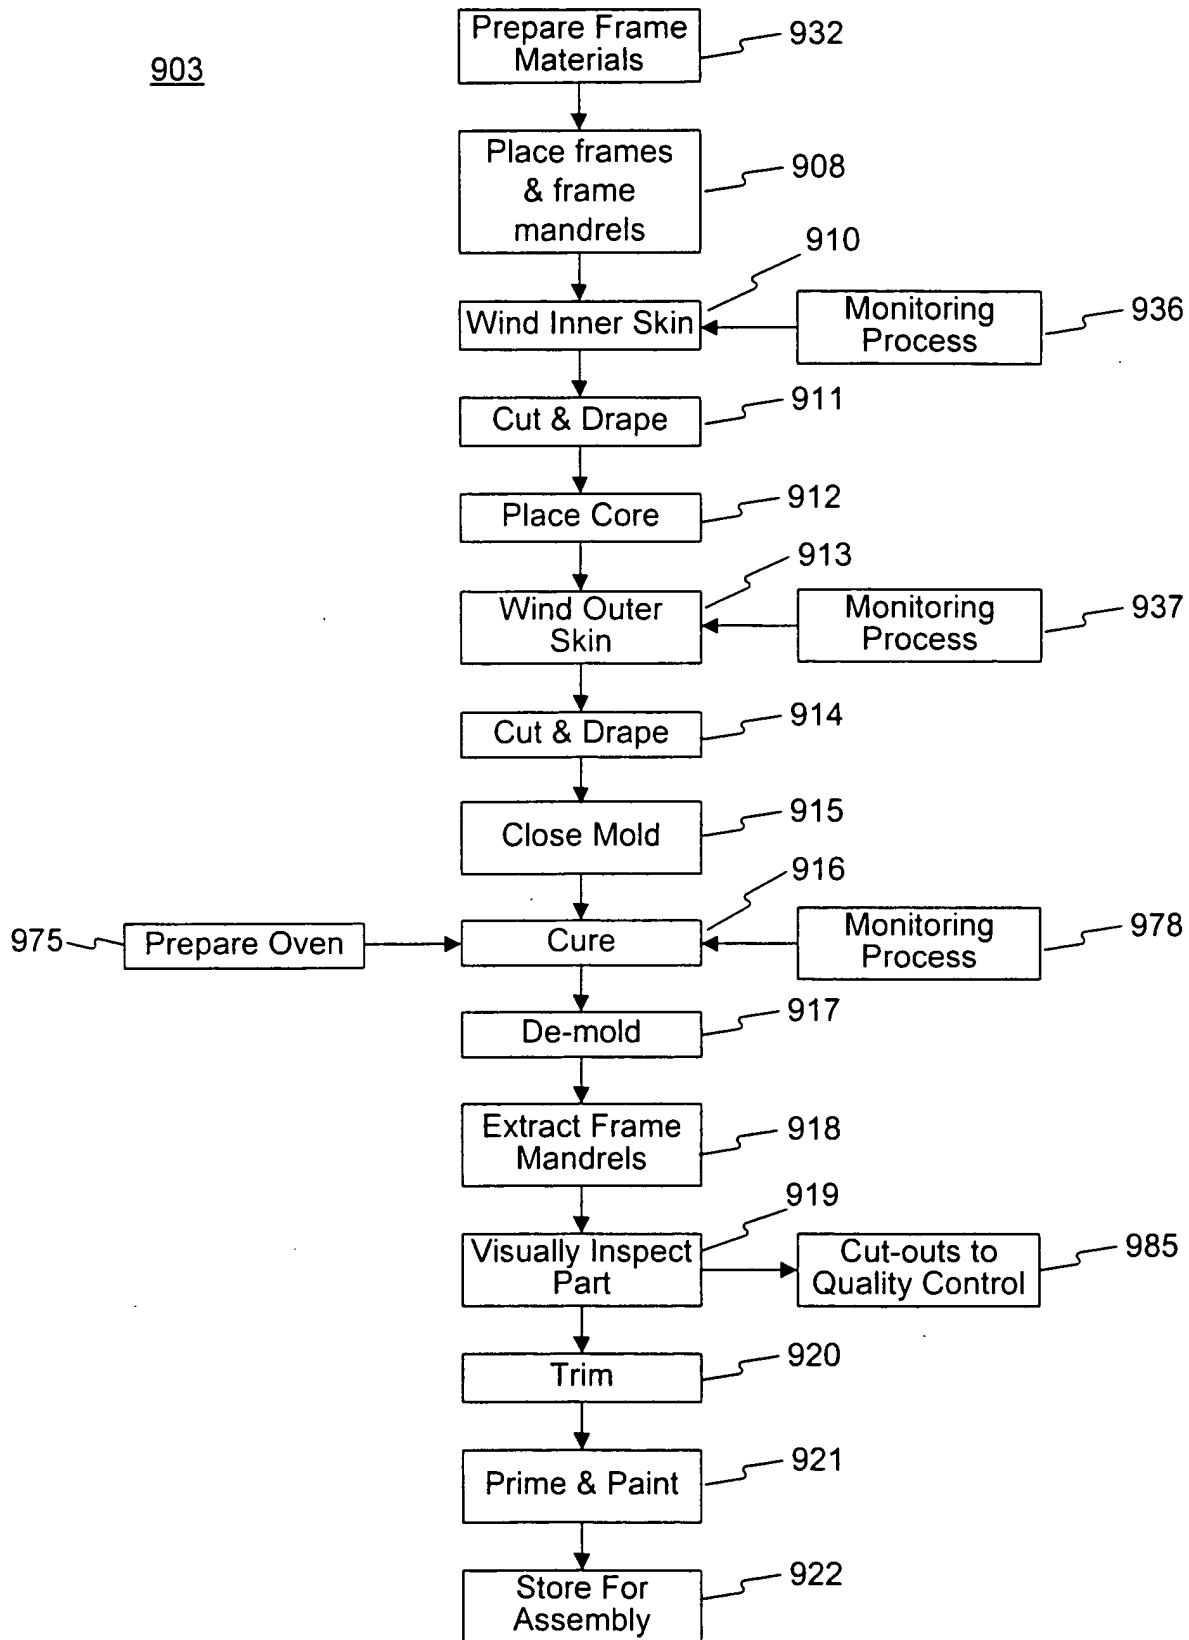 903
Prepare Frame
Materials
932
Place frames
& frame
mandrels
908
Wind Inner Skin
910
Monitoring
Process
936
Cut & Drape
911
Place Core
912
Wind Outer
Skin
913
Monitoring
Process
937
Cut & Drape
914
Close Mold
915
975
Prepare Oven
Cure
916
Monitoring
Process
978
De-mold
917
Extract Frame
Mandrels
918
Visually Inspect
Part
919
Cut-outs to
Quality Control
985
Trim
920
Prime & Paint
921
Store For
Assembly
922